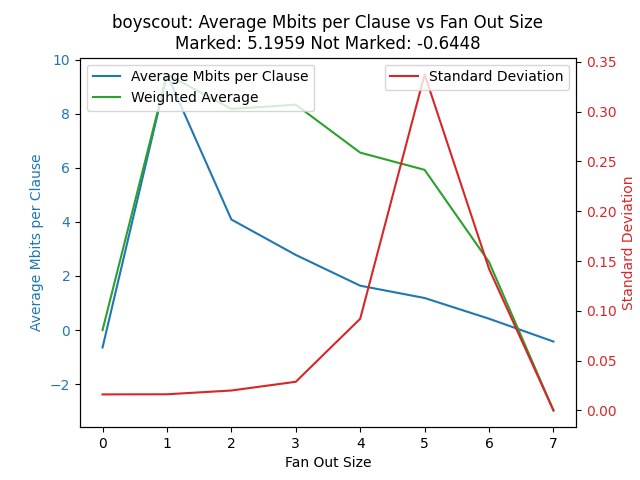 boyscout: Average Mbits per Clause vs Fan Out Size
Marked: 5.1959 Not Marked: -0.6448
Average Mbits per Clause
Weighted Average
Standard Deviation
Average Mbits per Clause
10
8
6
4
2
0
−2
0.35
0.30
0.25
0.20
0.15
0.10
0.05
0.00
Standard Deviation
0 1 2 3 4 5 6 7
Fan Out Size